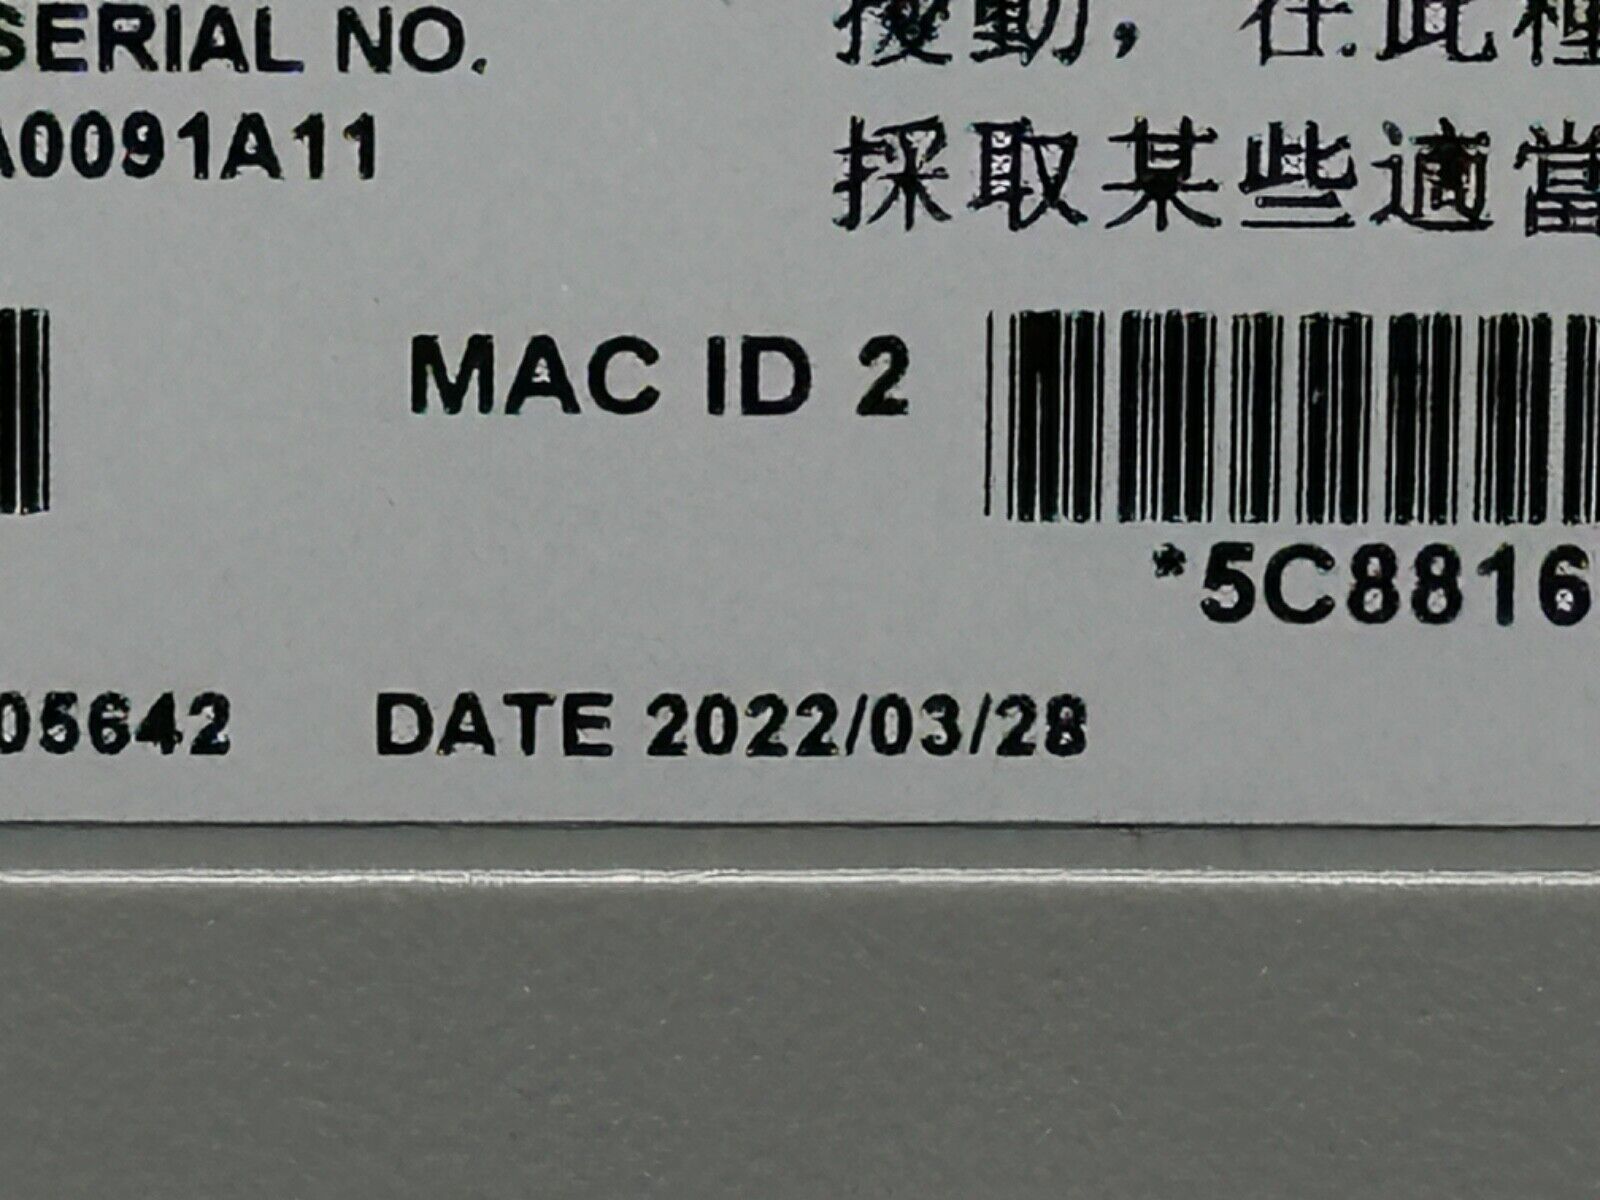 SERIAL NO.
擾動，在此種
A0091A11
採取某些適當
MAC ID 2
*5C8816
05642 DATE 2022/03/28